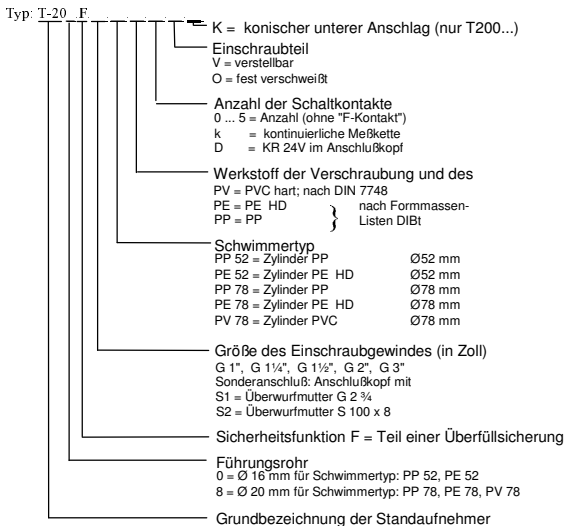 Typ: T-20 _ .F._ _ _ _ _ _
K = konischer unterer Anschlag (nur T200...)
Einschraubteil
V = verstellbar
O = fest verschweißt
Anzahl der Schaltkontakte
0 ... 5 = Anzahl (ohne "F-Kontakt")
k = kontinuierliche Meßkette
D = KR 24V im Anschlußkopf
Werkstoff der Verschraubung und des
PV = PVC hart; nach DIN 7748
PE = PE HD } nach Formmassen-
PP = PP Listen DIBt
Schwimmertyp
PP 52 = Zylinder PP Ø52 mm
PE 52 = Zylinder PE HD Ø52 mm
PP 78 = Zylinder PP Ø78 mm
PE 78 = Zylinder PE HD Ø78 mm
PV 78 = Zylinder PVC Ø78 mm
Größe des Einschraubgewindes (in Zoll)
G 1", G 1¼", G 1½", G 2", G 3"
Sonderanschluß: Anschlußkopf mit
S1 = Überwurfmutter G 2 ¾
S2 = Überwurfmutter S 100 x 8
Sicherheitsfunktion F = Teil einer Überfüllsicherung
Führungsrohr
0 = Ø 16 mm für Schwimmertyp: PP 52, PE 52
8 = Ø 20 mm für Schwimmertyp: PP 78, PE 78, PV 78
Grundbezeichnung der Standaufnehmer